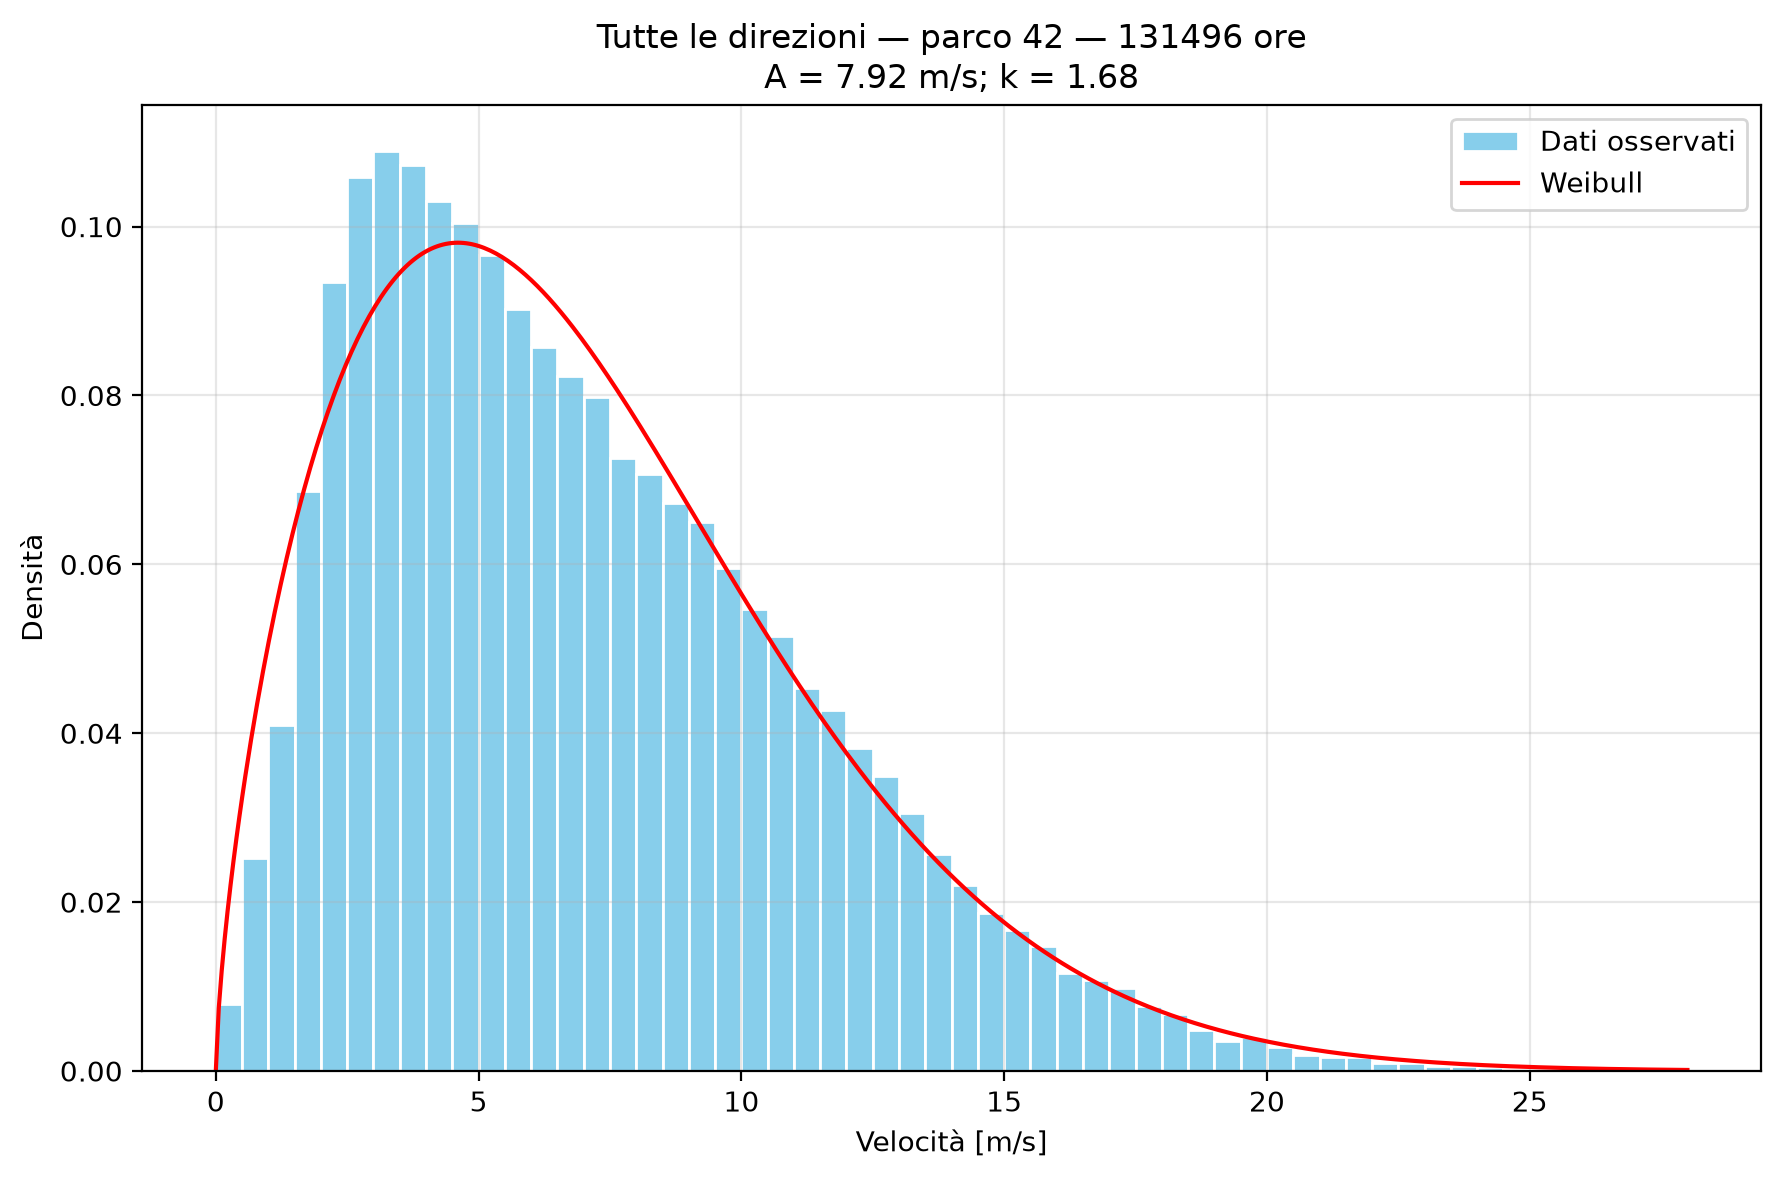 Tutte le direzioni — parco 42 — 131496 ore
A = 7.92 m/s; k = 1.68
Dati osservati
Weibull
Densità
0.10
0.08
0.06
0.04
0.02
0.00
0 5 10 15 20 25
Velocità [m/s]